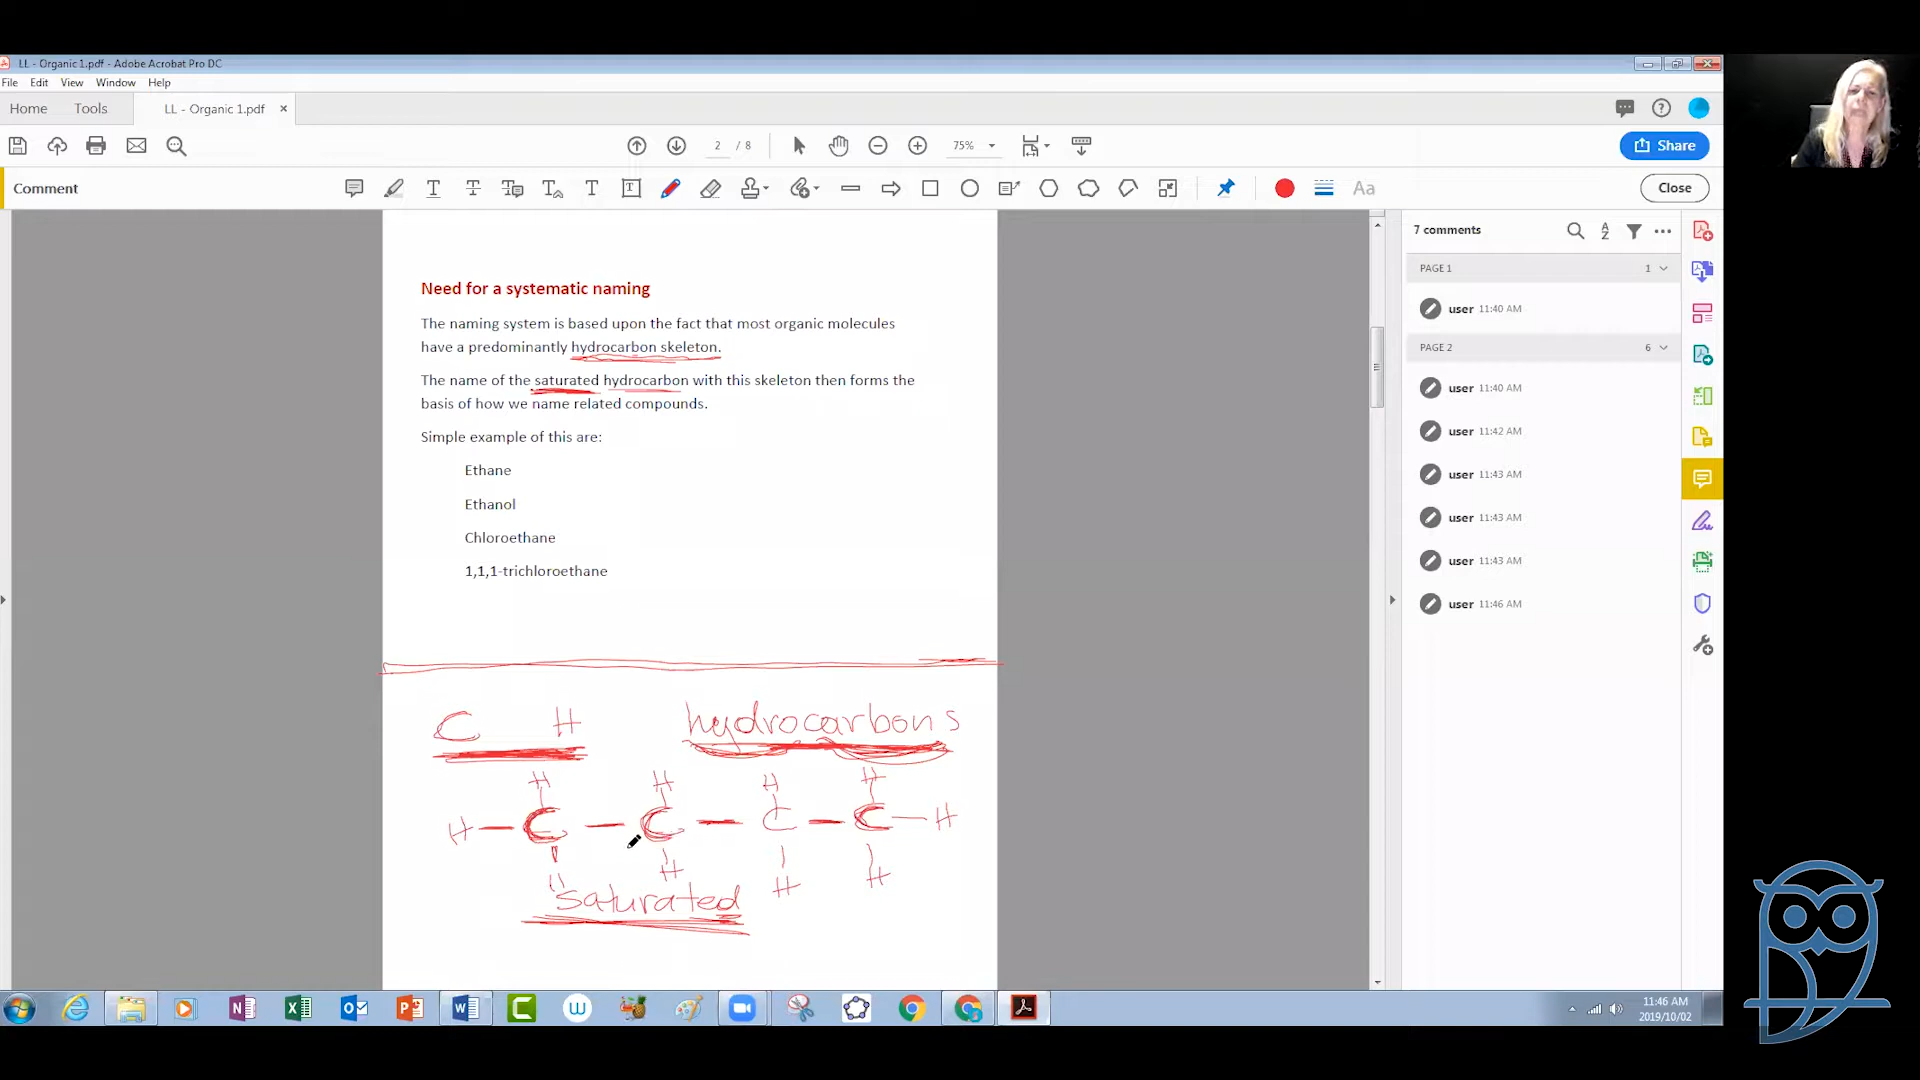 LL - Organic 1.pdf - Adobe Acrobat Pro DC
File Edit View Window Help
Home Tools LL - Organic 1.pdf ×
2 / 8 75% Share
Comment Aa Close
7 comments
PAGE 1 1
user 11:40 AM
PAGE 2 6
user 11:40 AM
user 11:42 AM
user 11:43 AM
user 11:43 AM
user 11:43 AM
user 11:46 AM
Need for a systematic naming
The naming system is based upon the fact that most organic molecules
have a predominantly hydrocarbon skeleton.
The name of the saturated hydrocarbon with this skeleton then forms the
basis of how we name related compounds.
Simple example of this are:
Ethane
Ethanol
Chloroethane
1,1,1-trichloroethane
C H hydrocarbons
H H H H
H — C — C — C — C — H
H H H H
saturated
11:46 AM
2019/10/02